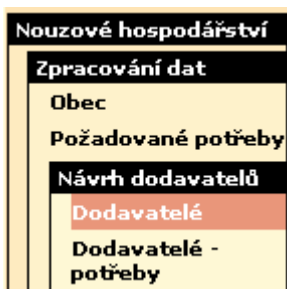 Nouzové hospodářství
Zpracování dat
Obec
Požadované potřeby
Návrh dodavatelů
Dodavatelé
Dodavatelé -
potřeby